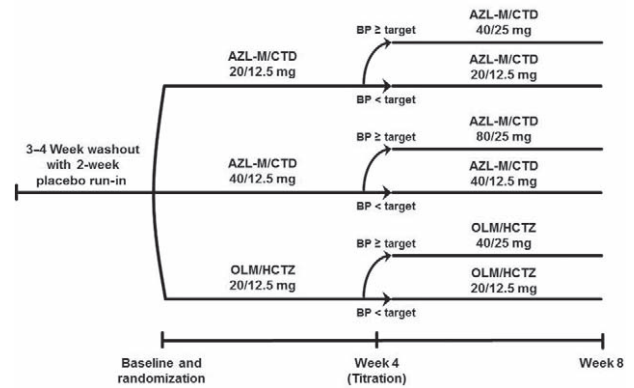 AZL-M/CTD
40/25 mg
BP ≥ target
AZL-M/CTD
20/12.5 mg
AZL-M/CTD
20/12.5 mg
BP < target
3–4 Week washout
with 2-week
placebo run-in
AZL-M/CTD
80/25 mg
BP ≥ target
AZL-M/CTD
40/12.5 mg
AZL-M/CTD
40/12.5 mg
BP < target
OLM/HCTZ
40/25 mg
BP ≥ target
OLM/HCTZ
20/12.5 mg
OLM/HCTZ
20/12.5 mg
BP < target
Baseline and
randomization
Week 4
(Titration)
Week 8